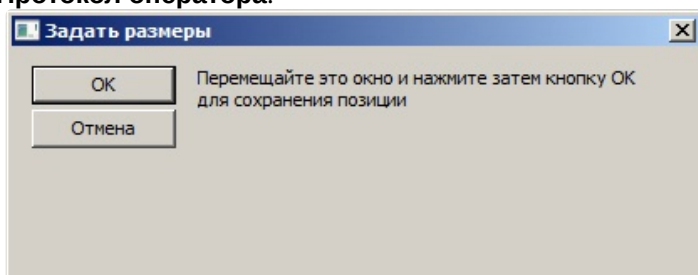 Протокол оператора.
Задать размеры
OK
Перемещайте это окно и нажмите затем кнопку OK
для сохранения позиции
Отмена